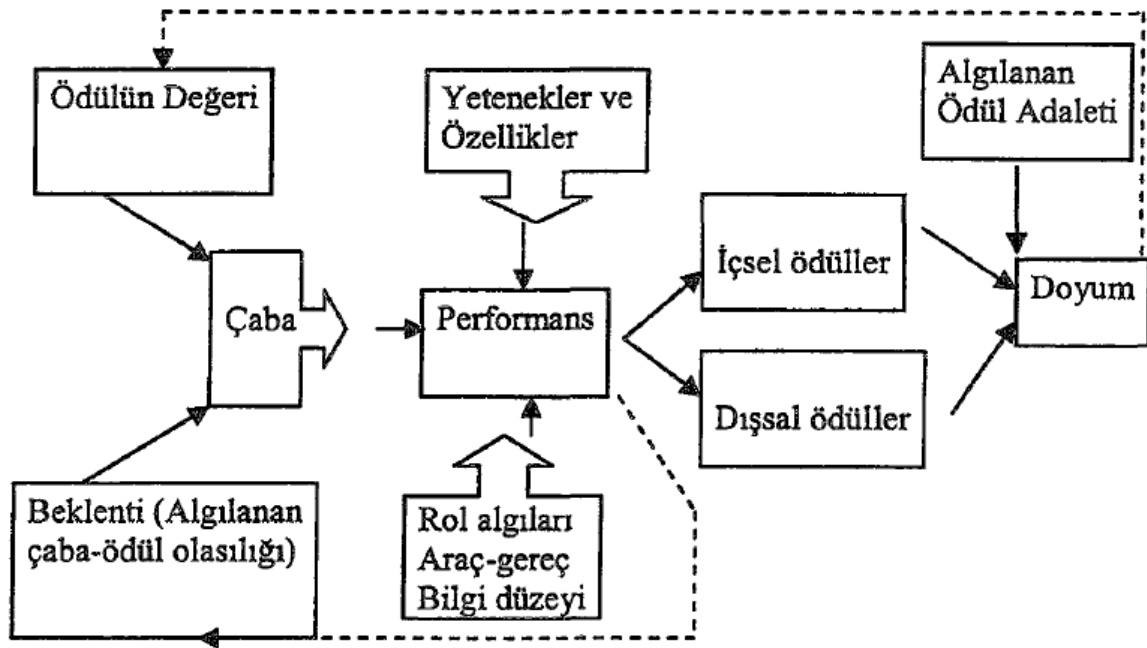 Ödülün Değeri
Yetenekler ve
Özellikler
Algılanan
Ödül Adaleti
Çaba
Performans
İçsel ödüller
Doyum
Dışsal ödüller
Beklenti (Algılanan
çaba-ödül olasılığı)
Rol algıları
Araç-gereç
Bilgi düzeyi